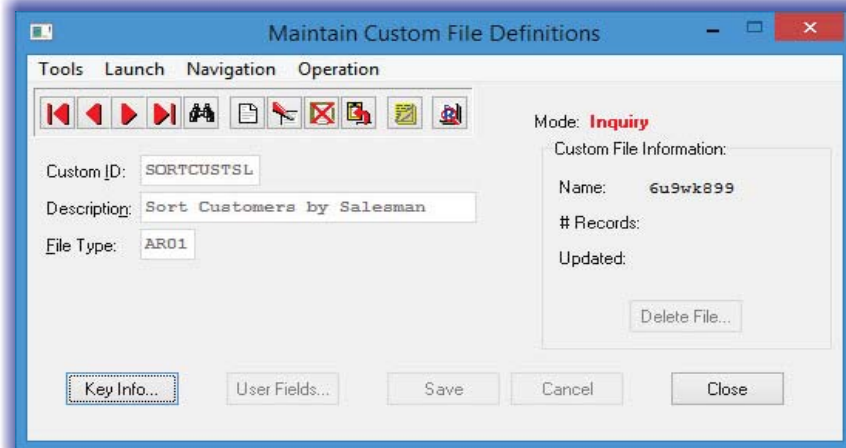 Maintain Custom File Definitions
Tools Launch Navigation Operation
Mode: Inquiry
Custom File Information:
Custom ID: SORTCUSTSL
Name: 6u9wk899
Description: Sort Customers by Salesman
# Records:
File Type: AR01
Updated:
Delete File...
Key Info... User Fields... Save Cancel Close